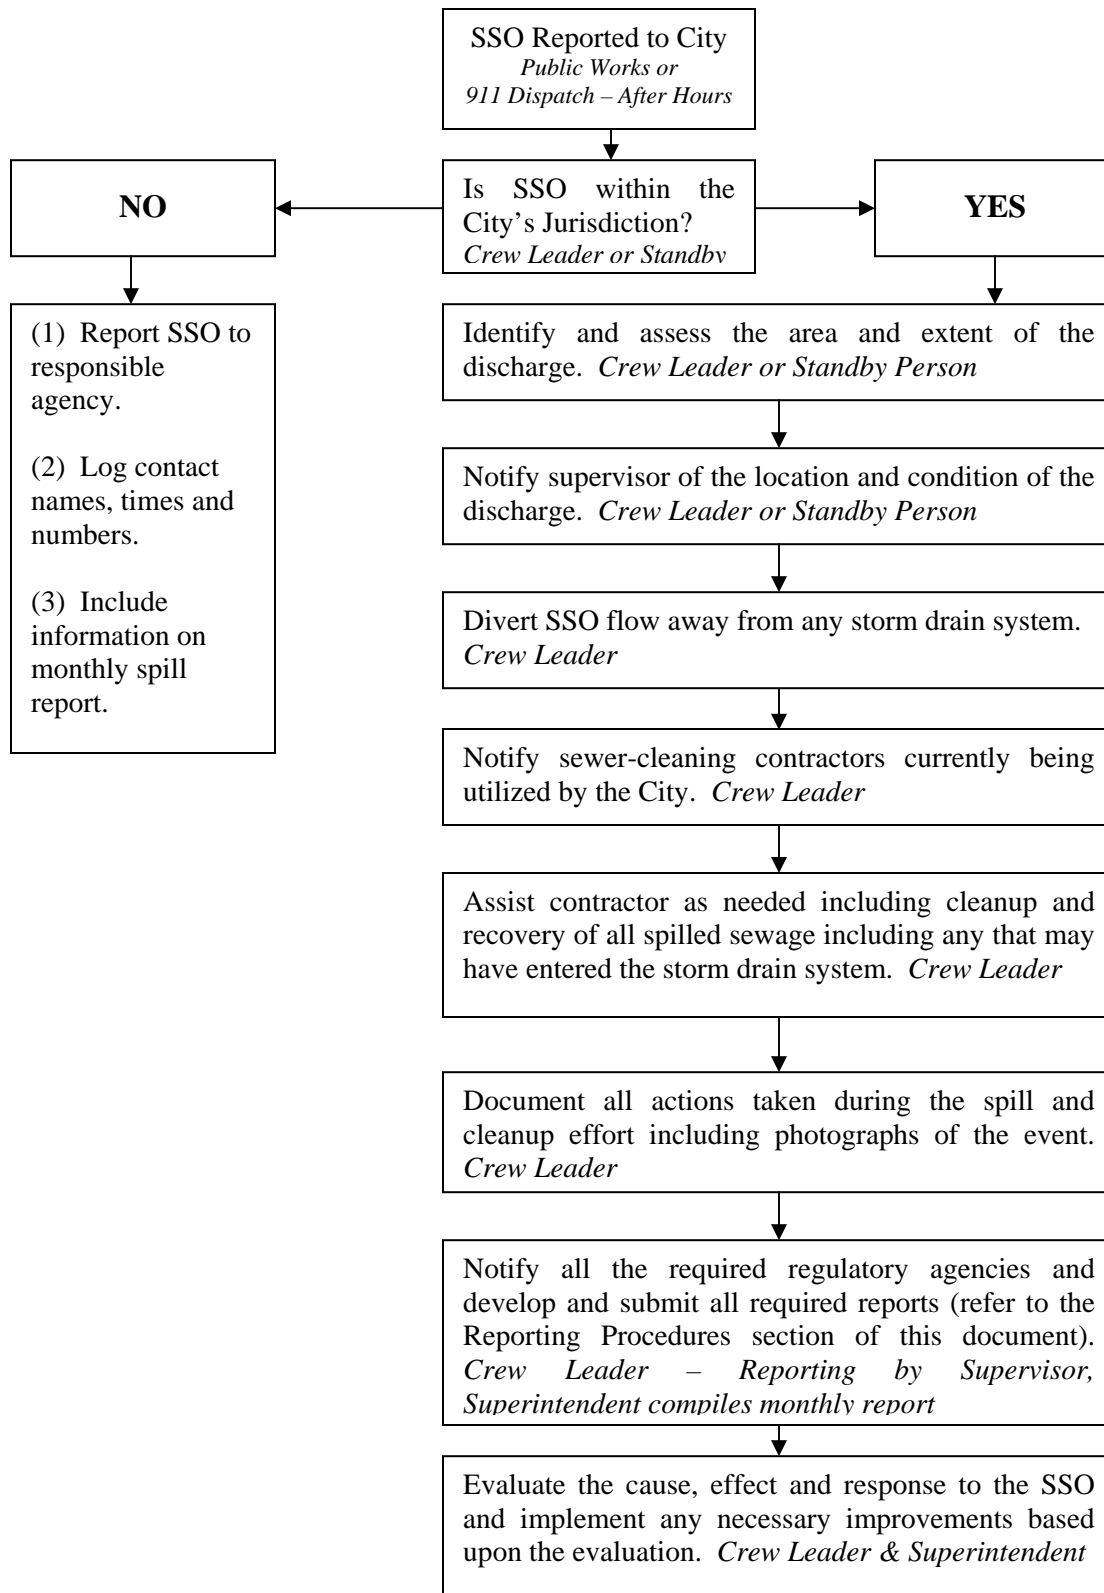 SSO Reported to City
Public Works or
911 Dispatch – After Hours
NO
Is SSO within the
City's Jurisdiction?
Crew Leader or Standby
YES
(1) Report SSO to
responsible
agency.
(2) Log contact
names, times and
numbers.
(3) Include
information on
monthly spill
report.
Identify and assess the area and extent of the
discharge. Crew Leader or Standby Person
Notify supervisor of the location and condition of the
discharge. Crew Leader or Standby Person
Divert SSO flow away from any storm drain system.
Crew Leader
Notify sewer-cleaning contractors currently being
utilized by the City. Crew Leader
Assist contractor as needed including cleanup and
recovery of all spilled sewage including any that may
have entered the storm drain system. Crew Leader
Document all actions taken during the spill and
cleanup effort including photographs of the event.
Crew Leader
Notify all the required regulatory agencies and
develop and submit all required reports (refer to the
Reporting Procedures section of this document).
Crew Leader – Reporting by Supervisor,
Superintendent compiles monthly report
Evaluate the cause, effect and response to the SSO
and implement any necessary improvements based
upon the evaluation. Crew Leader & Superintendent